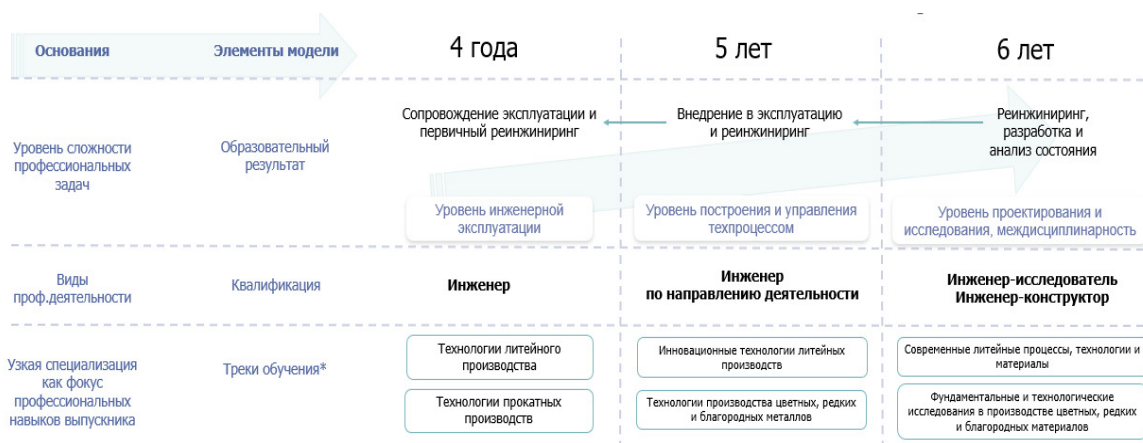 Основания
Элементы модели
4 года
5 лет
6 лет
Уровень сложности
профессиональных
задач
Образовательный
результат
Сопровождение эксплуатации и
первичный реинжиниринг
Внедрение в эксплуатацию
и реинжиниринг
Реинжиниринг,
разработка и
анализ состояния
Уровень инженерной
эксплуатации
Уровень построения и управления
техпроцессом
Уровень проектирования и
исследования, междисциплинарность
Виды
проф.деятельности
Квалификация
Инженер
Инженер
по направлению деятельности
Инженер-исследователь
Инженер-конструктор
Узкая специализация
как фокус
профессиональных
навыков выпускника
Треки обучения*
Технологии литейного
производства
Инновационные технологии литейных
производств
Современные литейные процессы, технологии и
материалы
Технологии прокатных
производств
Технологии производства цветных, редких
и благородных металлов
Фундаментальные и технологические
исследования в производстве цветных, редких
и благородных материалов